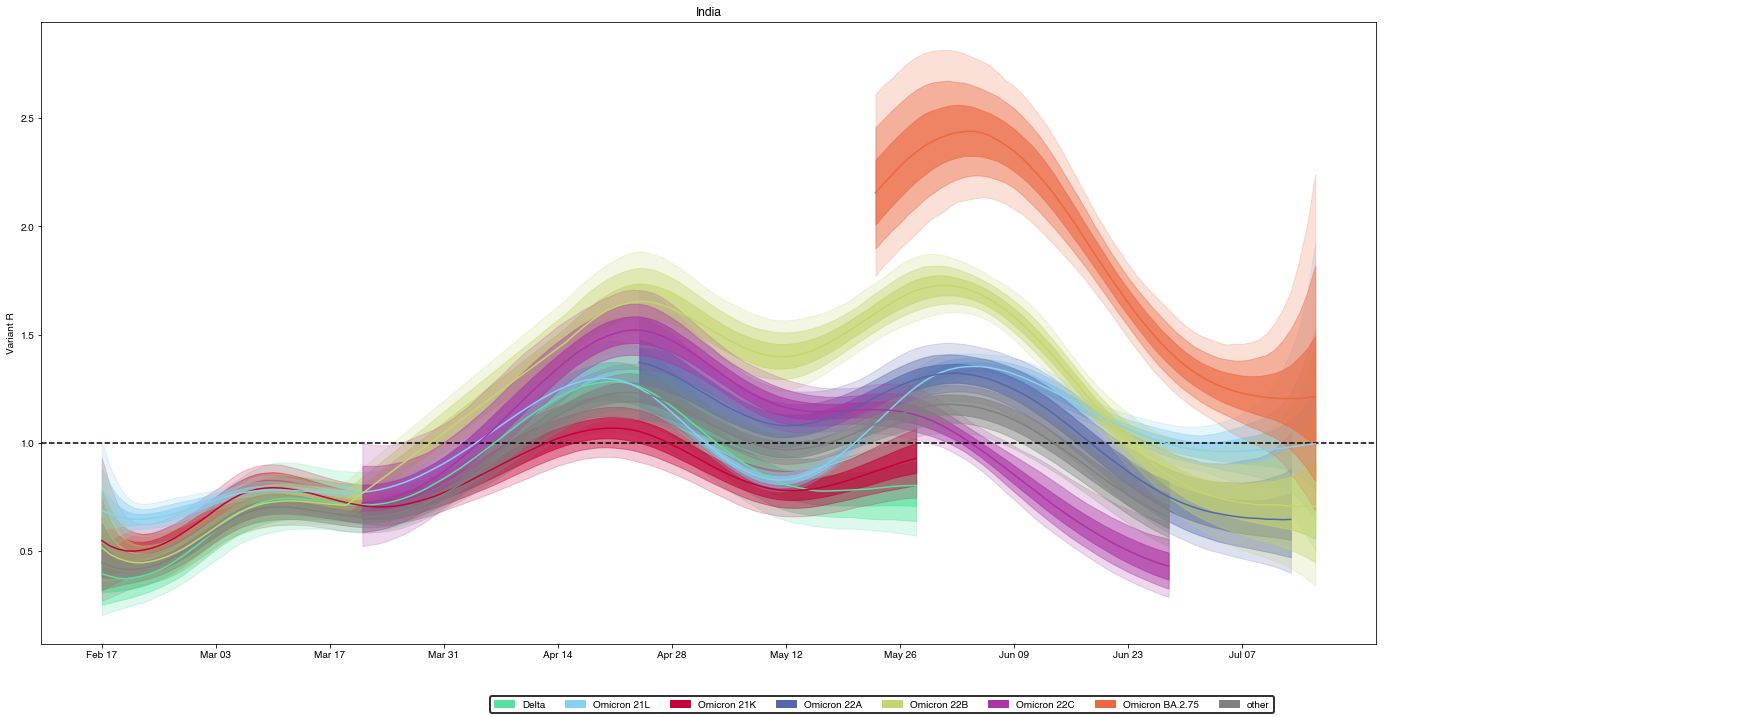 India
Variant R
2.5
2.0
1.5
1.0
0.5
Feb 17 Mar 03 Mar 17 Mar 31 Apr 14 Apr 28 May 12 May 26 Jun 09 Jun 23 Jul 07
Delta Omicron 21L Omicron 21K Omicron 22A Omicron 22B Omicron 22C Omicron BA.2.75 other